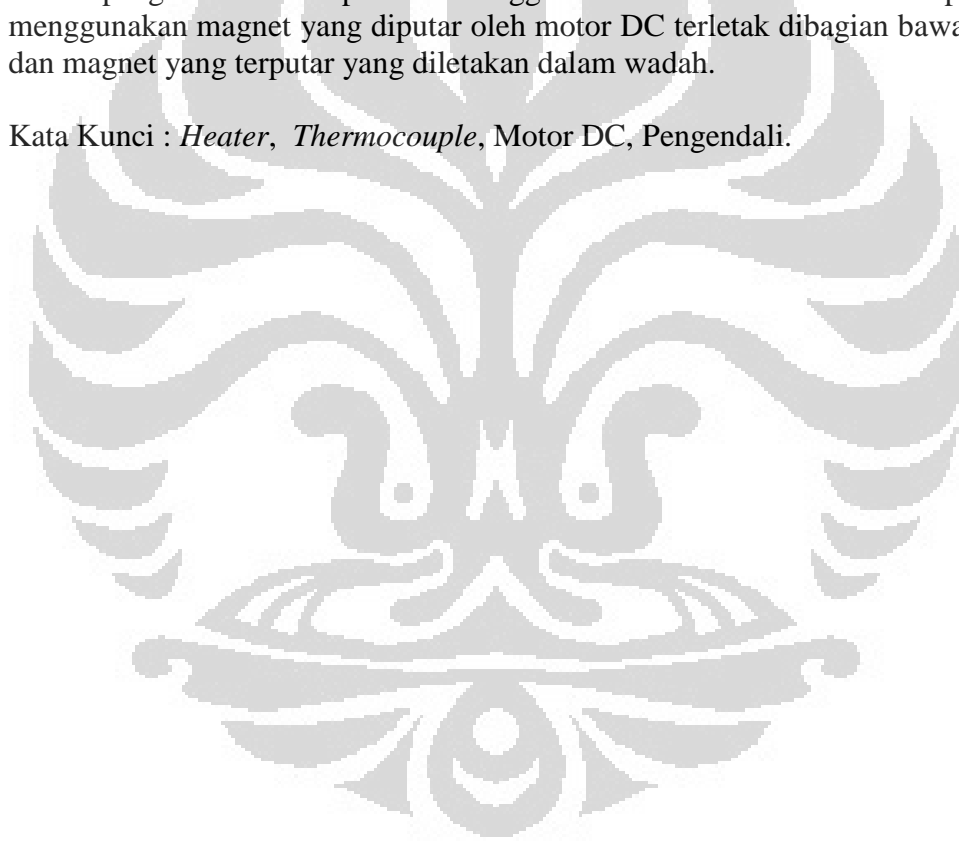 menggunakan magnet yang diputar oleh motor DC terletak dibagian bawa
dan magnet yang terputar yang diletakan dalam wadah.
Kata Kunci : Heater, Thermocouple, Motor DC, Pengendali.